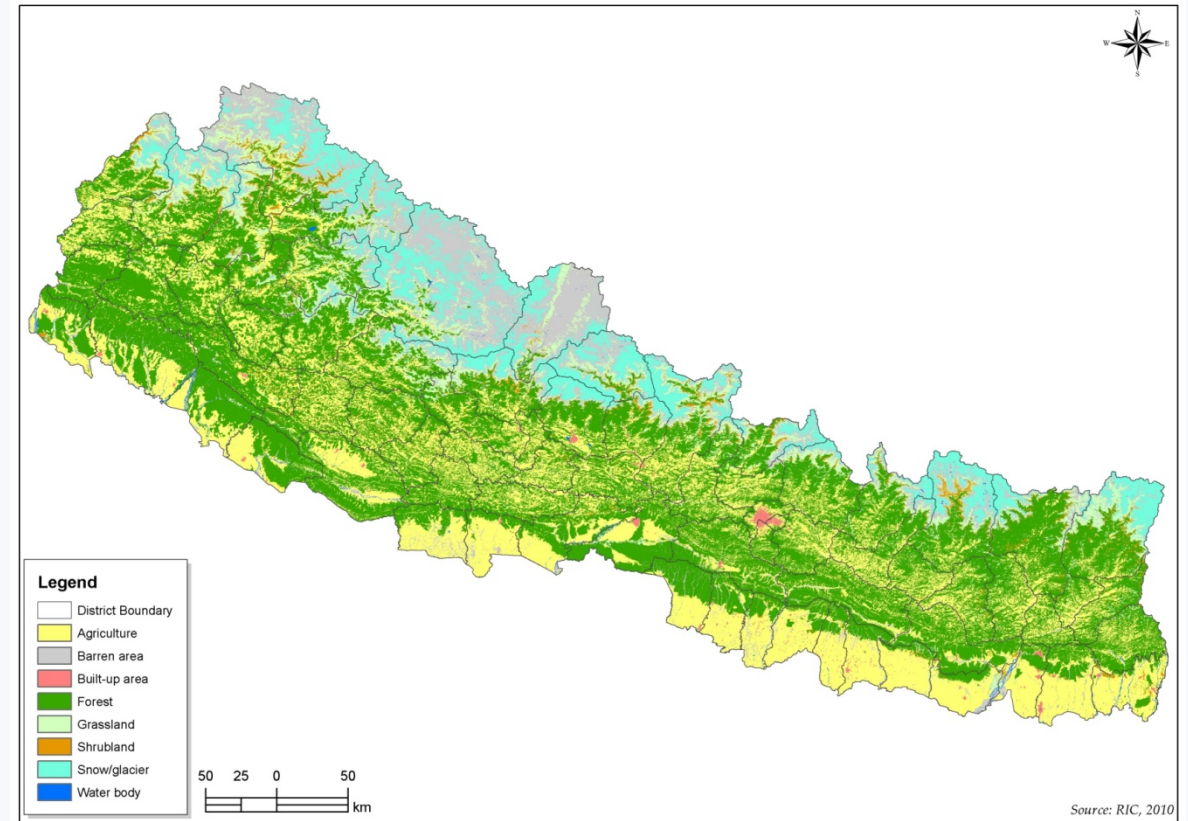 N
W E
S
Legend
District Boundary
Agriculture
Barren area
Built-up area
Forest
Grassland
Shrubland
Snow/glacier
Water body
50 25 0 50
km
Source: RIC, 2010